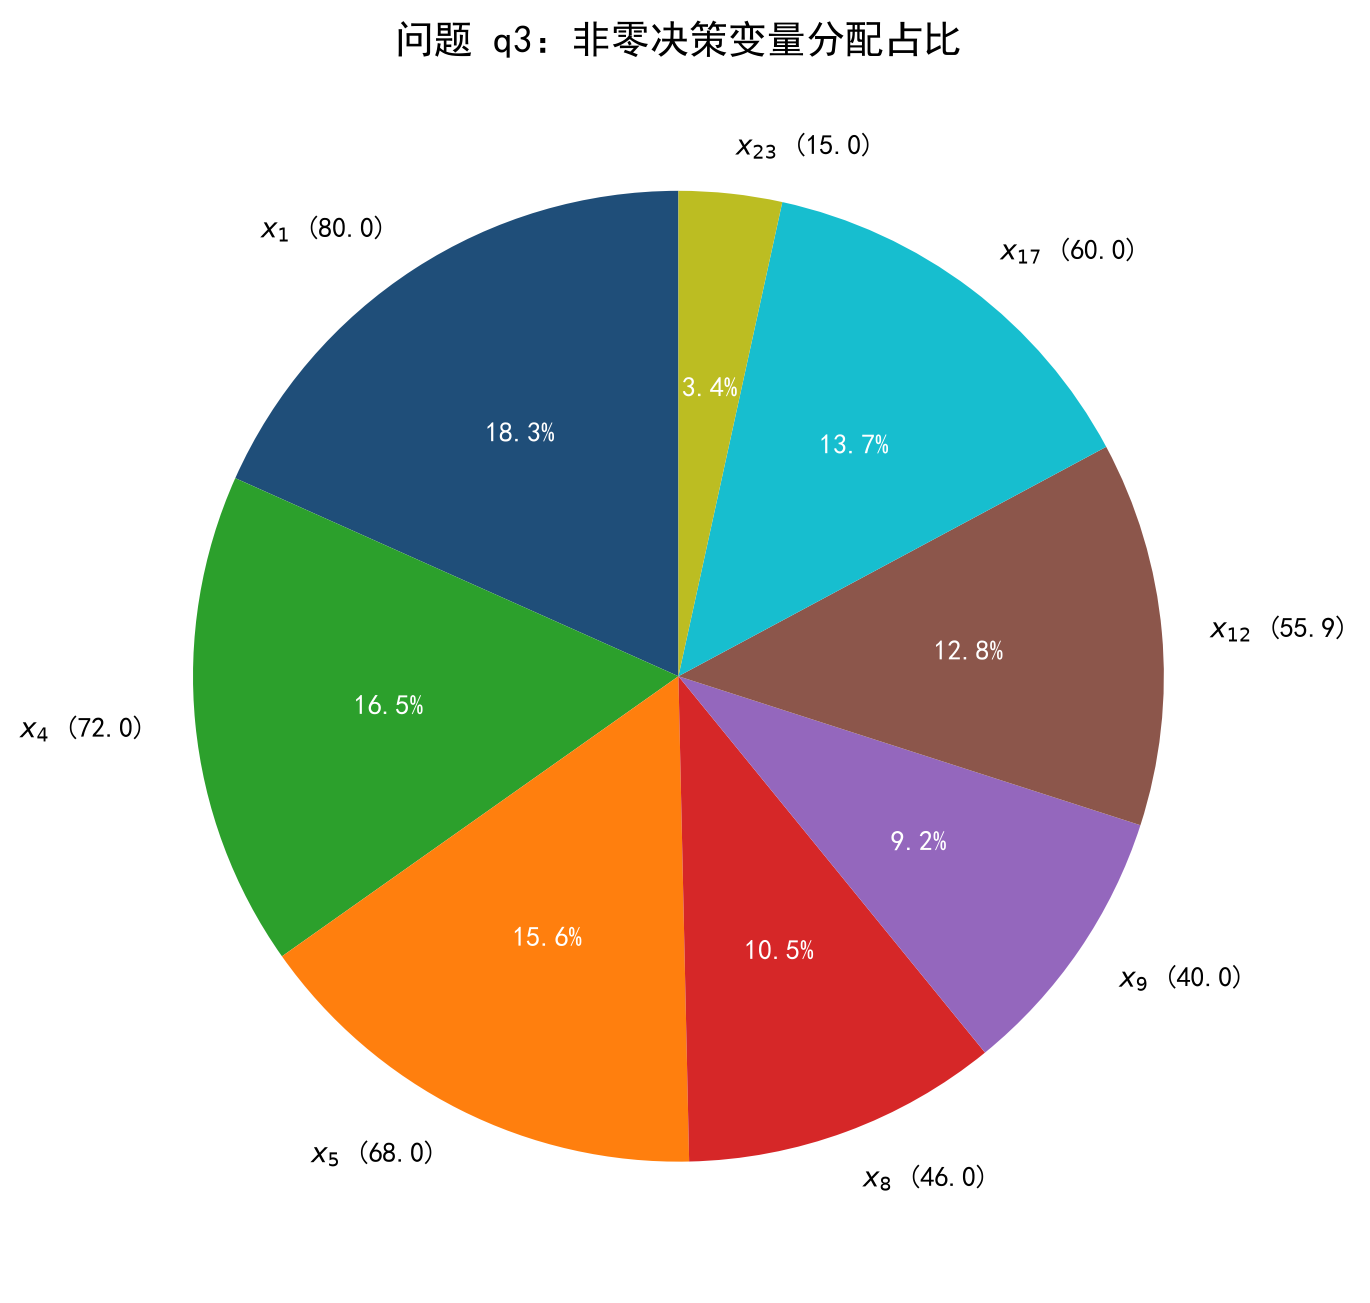 问题 q3：非零决策变量分配占比
x₂₃ (15.0)
x₁ (80.0)
x₁₇ (60.0)
3.4%
18.3%
13.7%
x₁₂ (55.9)
12.8%
16.5%
x₄ (72.0)
9.2%
15.6%
10.5%
x₉ (40.0)
x₅ (68.0)
x₈ (46.0)